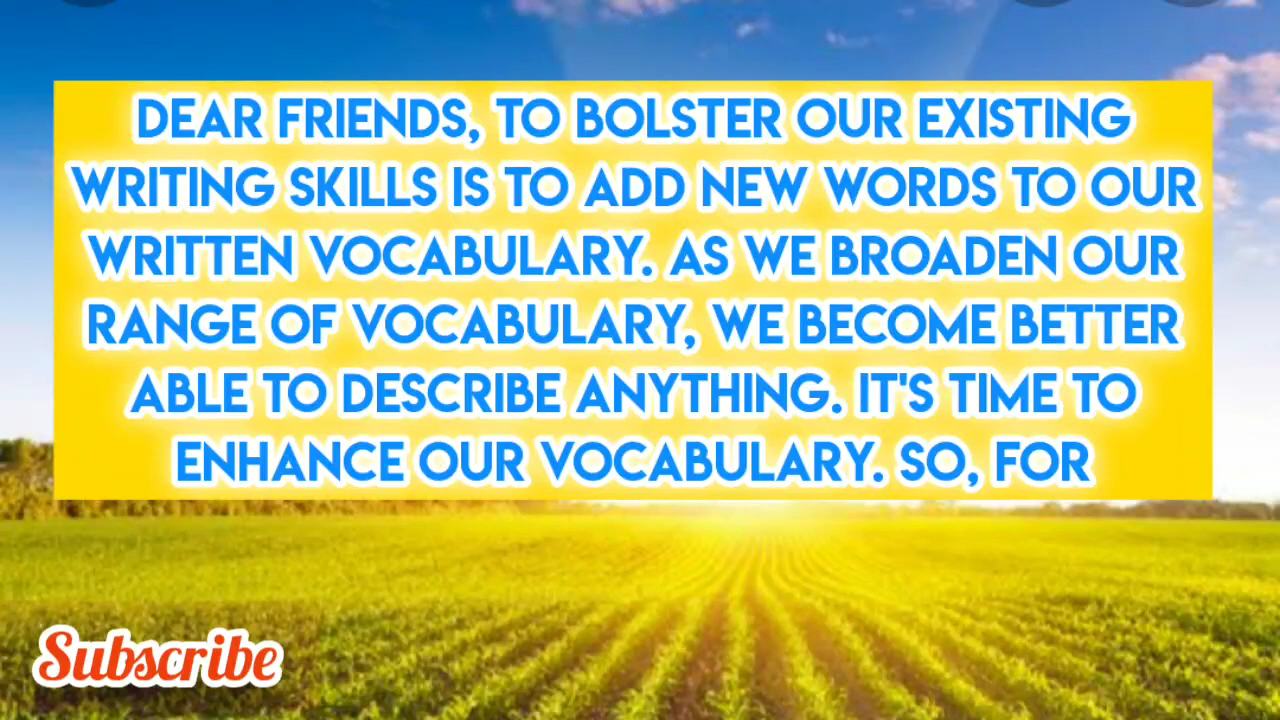 DEAR FRIENDS, TO BOLSTER OUR EXISTING
WRITING SKILLS IS TO ADD NEW WORDS TO OUR
WRITTEN VOCABULARY. AS WE BROADEN OUR
RANGE OF VOCABULARY, WE BECOME BETTER
ABLE TO DESCRIBE ANYTHING. IT'S TIME TO
ENHANCE OUR VOCABULARY. SO, FOR
Subscribe